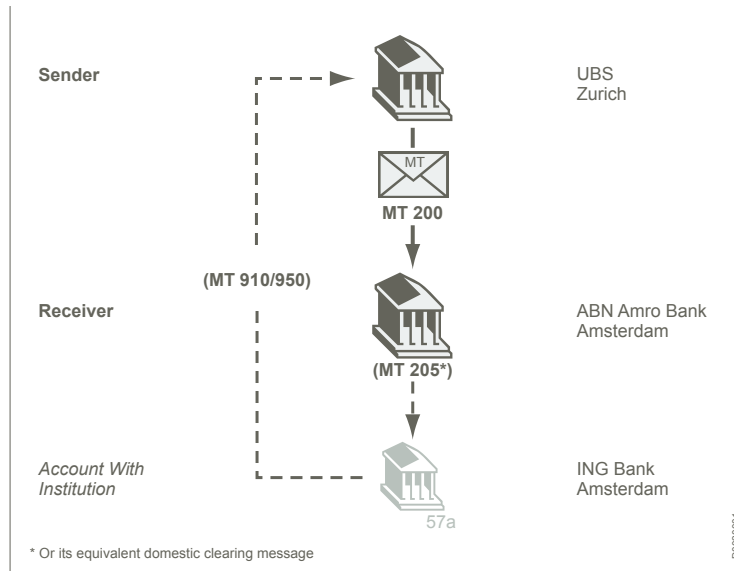 Sender
UBS
Zurich
MT
MT 200
(MT 910/950)
Receiver
ABN Amro Bank
Amsterdam
(MT 205*)
Account With
Institution
ING Bank
Amsterdam
57a
* Or its equivalent domestic clearing message